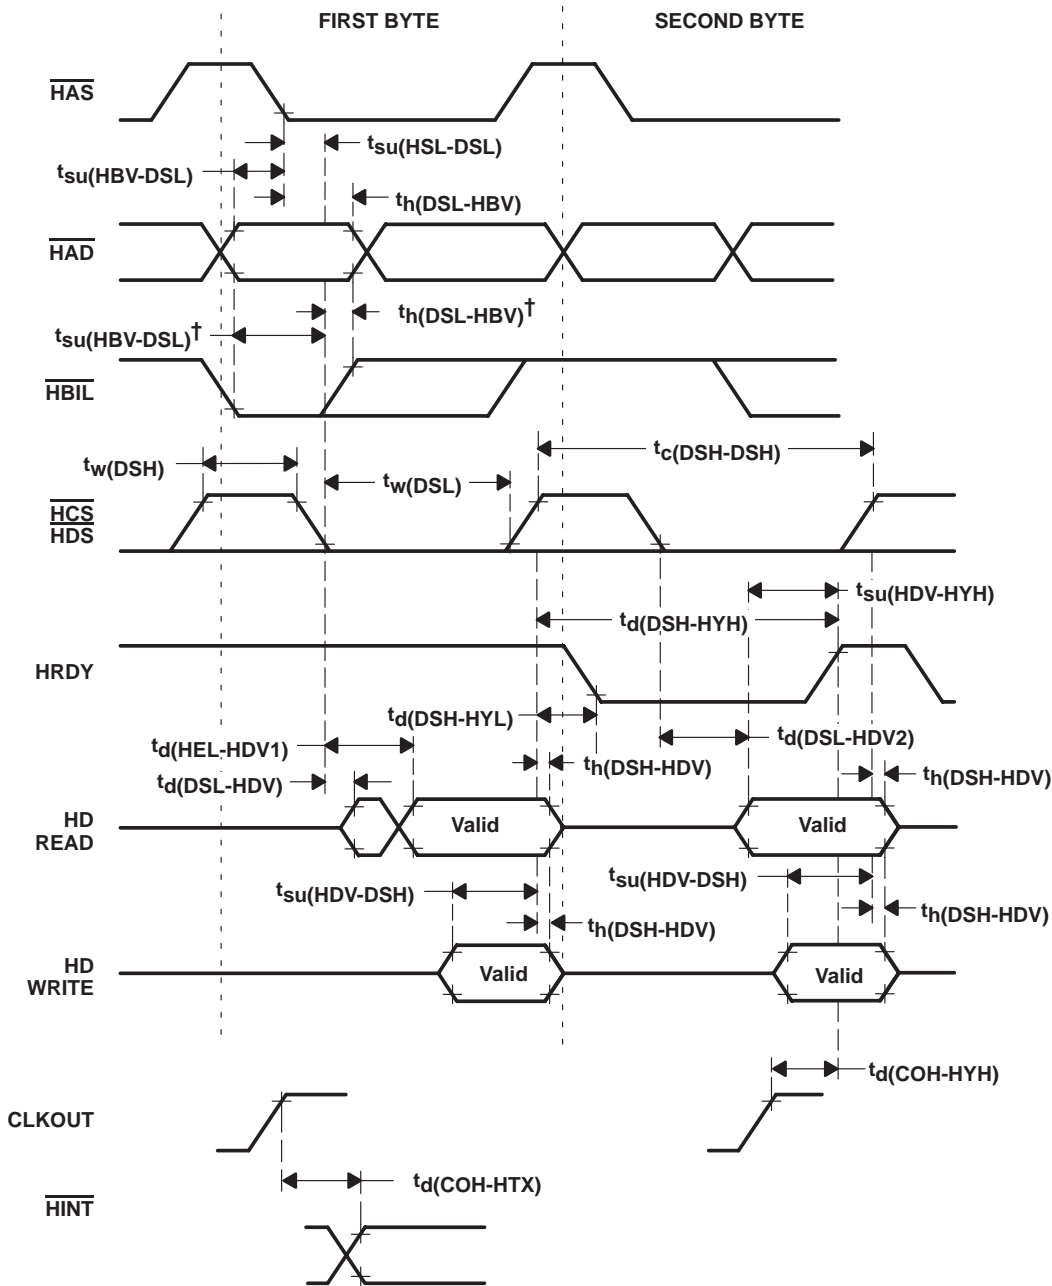 FIRST BYTE
SECOND BYTE
HAS
tsu(HSL-DSL)
tsu(HBV-DSL)
th(DSL-HBV)
HAD
th(DSL-HBV)†
tsu(HBV-DSL)†
HBIL
tc(DSH-DSH)
tw(DSH)
tw(DSL)
HCS
HDS
tsu(HDV-HYH)
td(DSH-HYH)
HRDY
td(DSH-HYL)
td(HEL-HDV1)
td(DSL-HDV2)
th(DSH-HDV)
th(DSH-HDV)
td(DSL-HDV)
HD
READ
Valid
Valid
tsu(HDV-DSH)
tsu(HDV-DSH)
th(DSH-HDV)
th(DSH-HDV)
HD
WRITE
Valid
Valid
td(COH-HYH)
CLKOUT
td(COH-HTX)
HINT